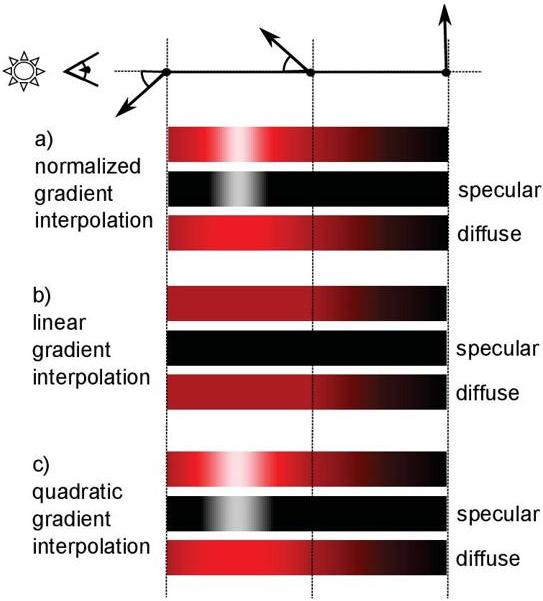 a)
normalized
gradient
interpolation
specular
diffuse
b)
linear
gradient
interpolation
specular
diffuse
c)
quadratic
gradient
interpolation
specular
diffuse